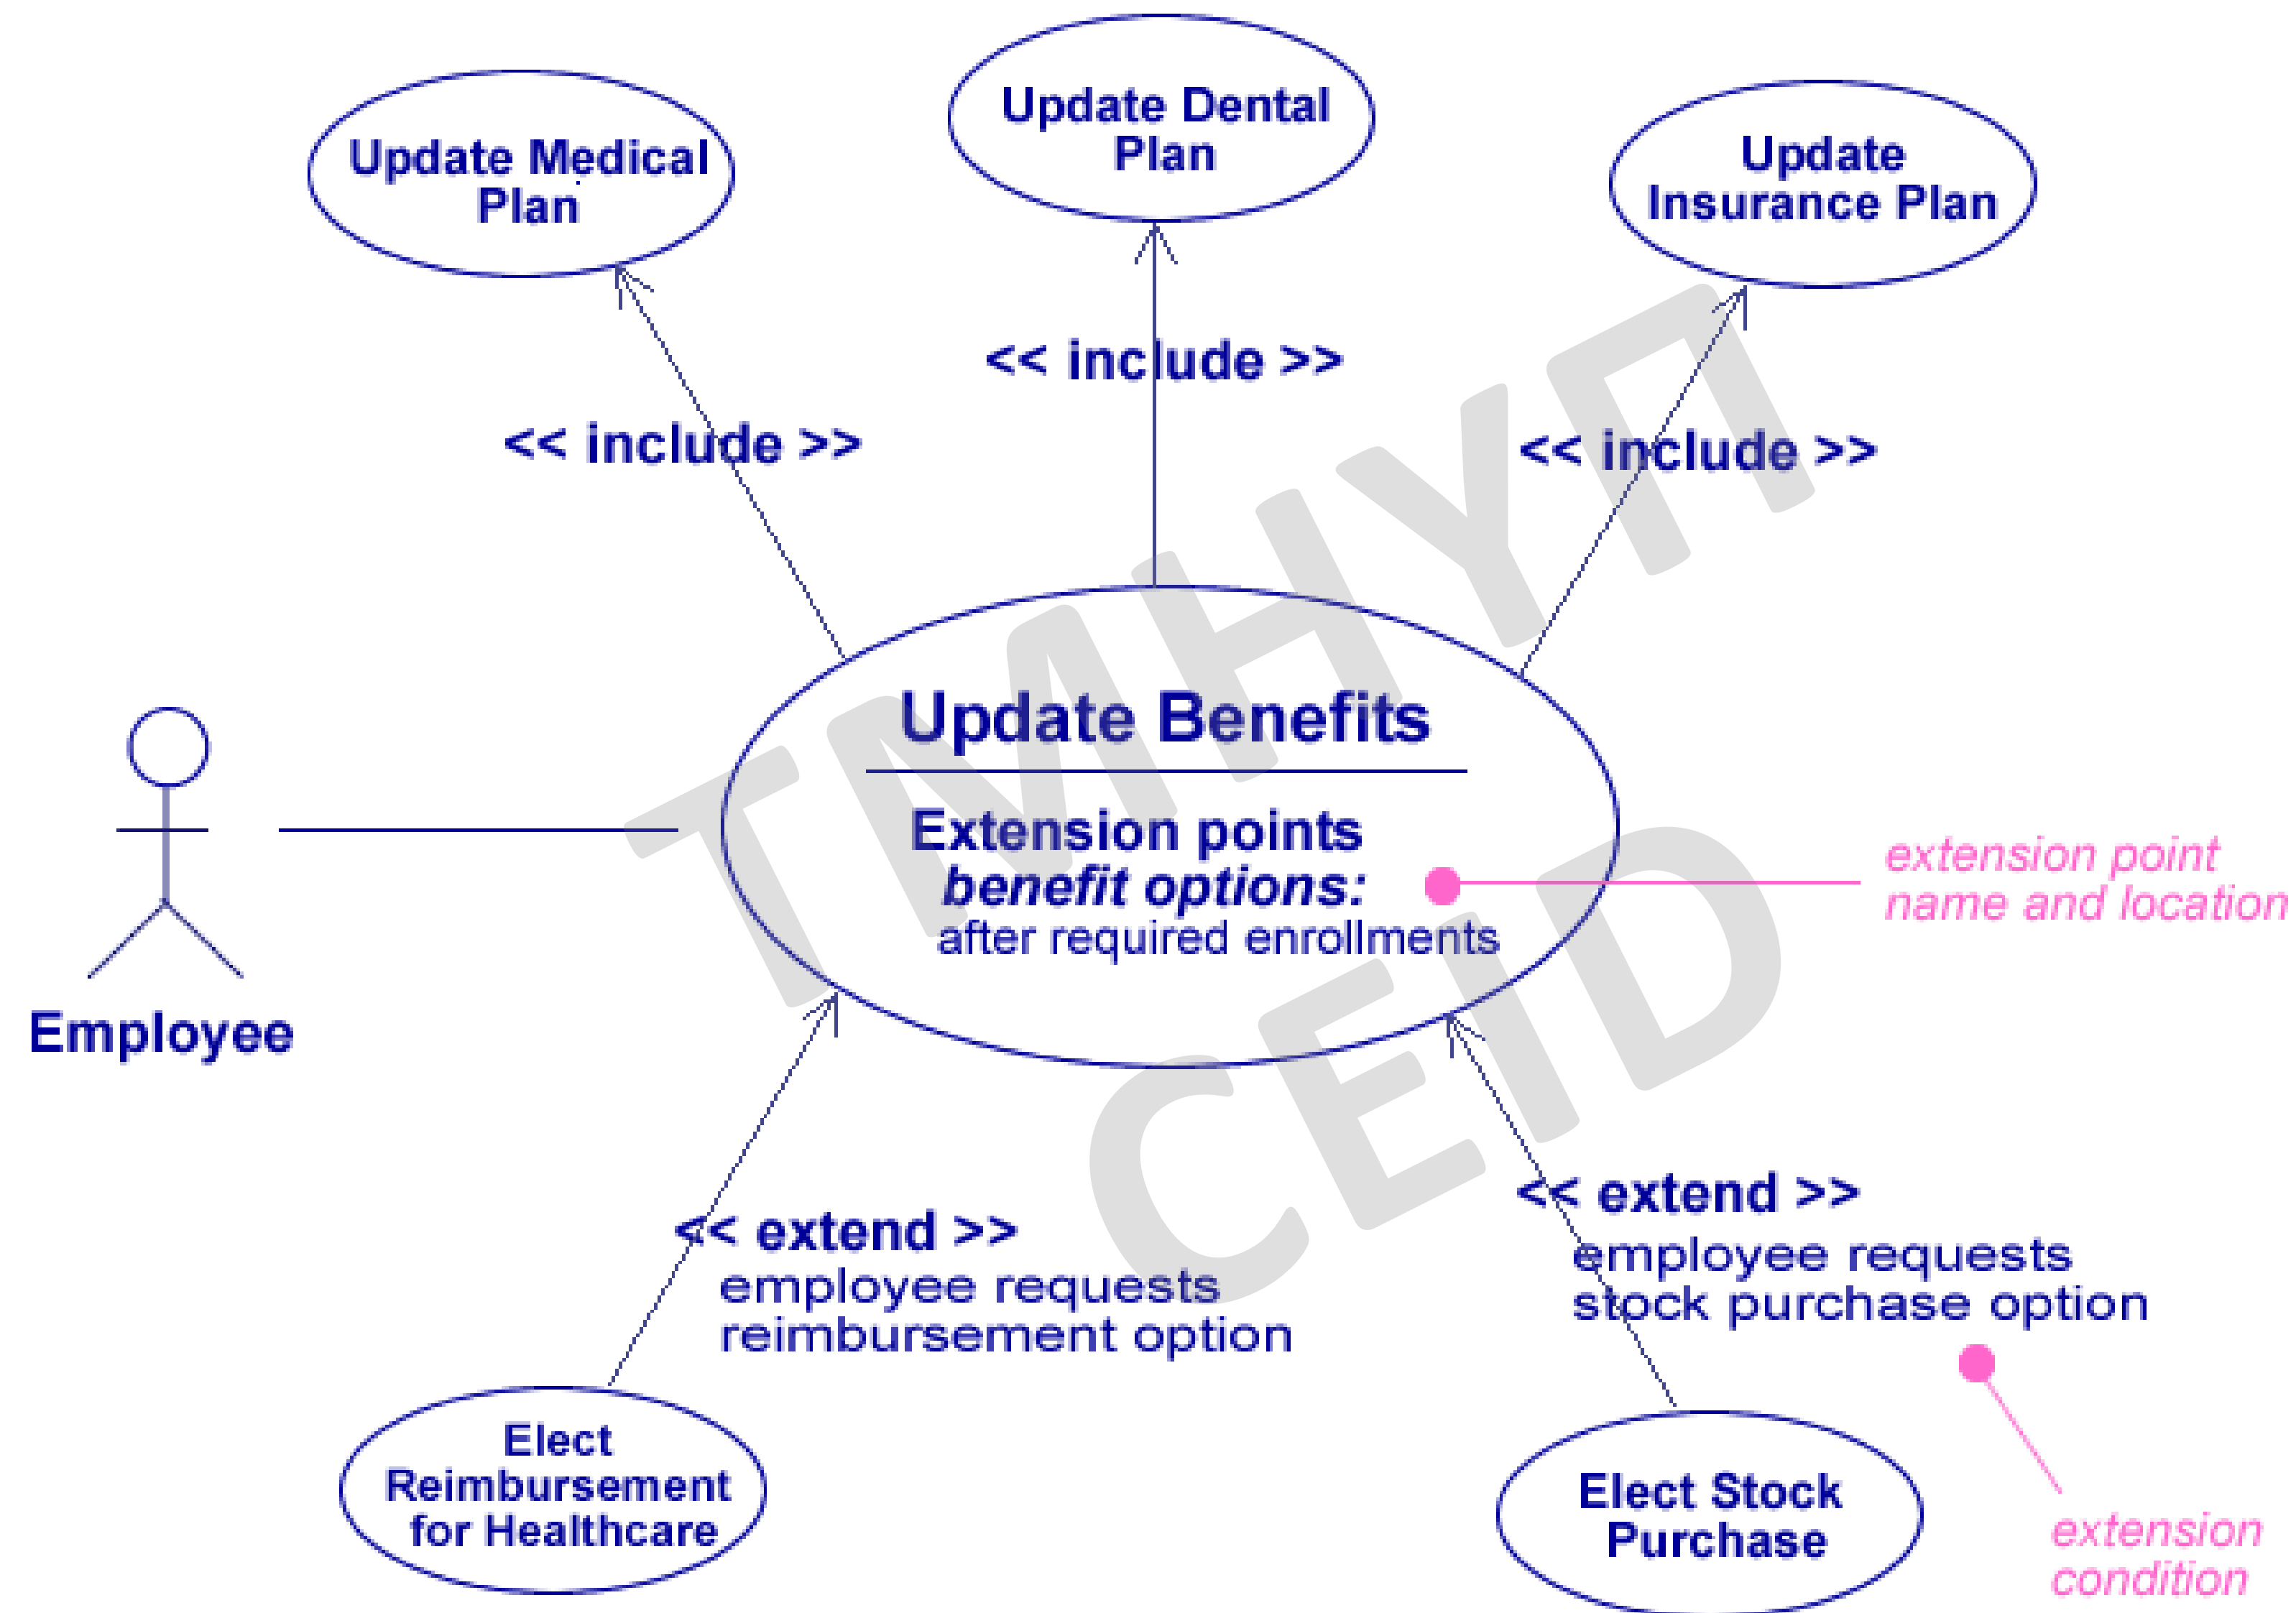 Update Medical
Plan
Update Dental
Plan
Update
Insurance Plan
<< include >>
<< include >>
<< include >>
Update Benefits
Extension points
benefit options:
after required enrollments
extension point
name and location
Employee
<< extend >>
employee requests
reimbursement option
<< extend >>
employee requests
stock purchase option
Elect
Reimbursement
for Healthcare
Elect Stock
Purchase
extension
condition
ΤΜΗΥΠ
CEID